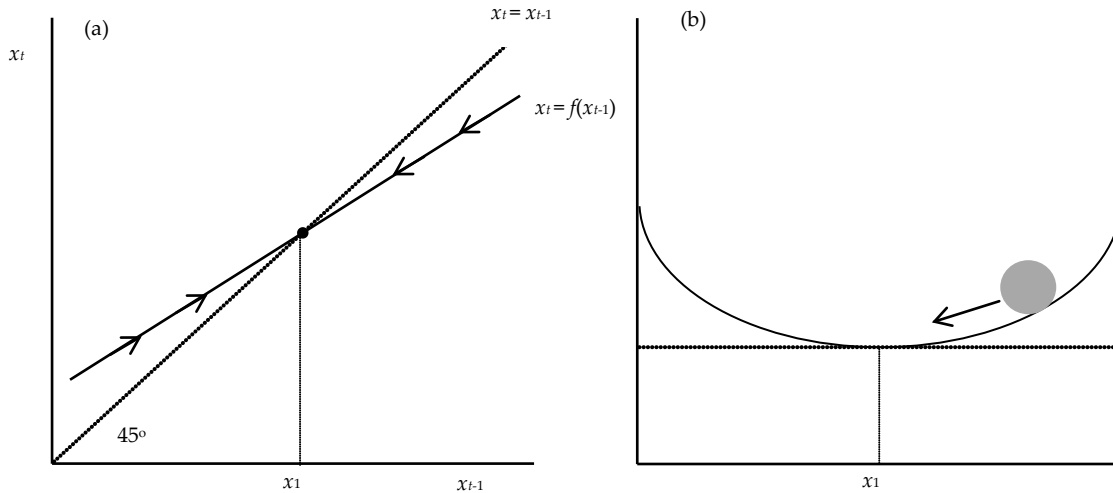 (a)
xt = xt-1
xt
xt = f(xt-1)
45º
x1
xt-1
(b)
x1